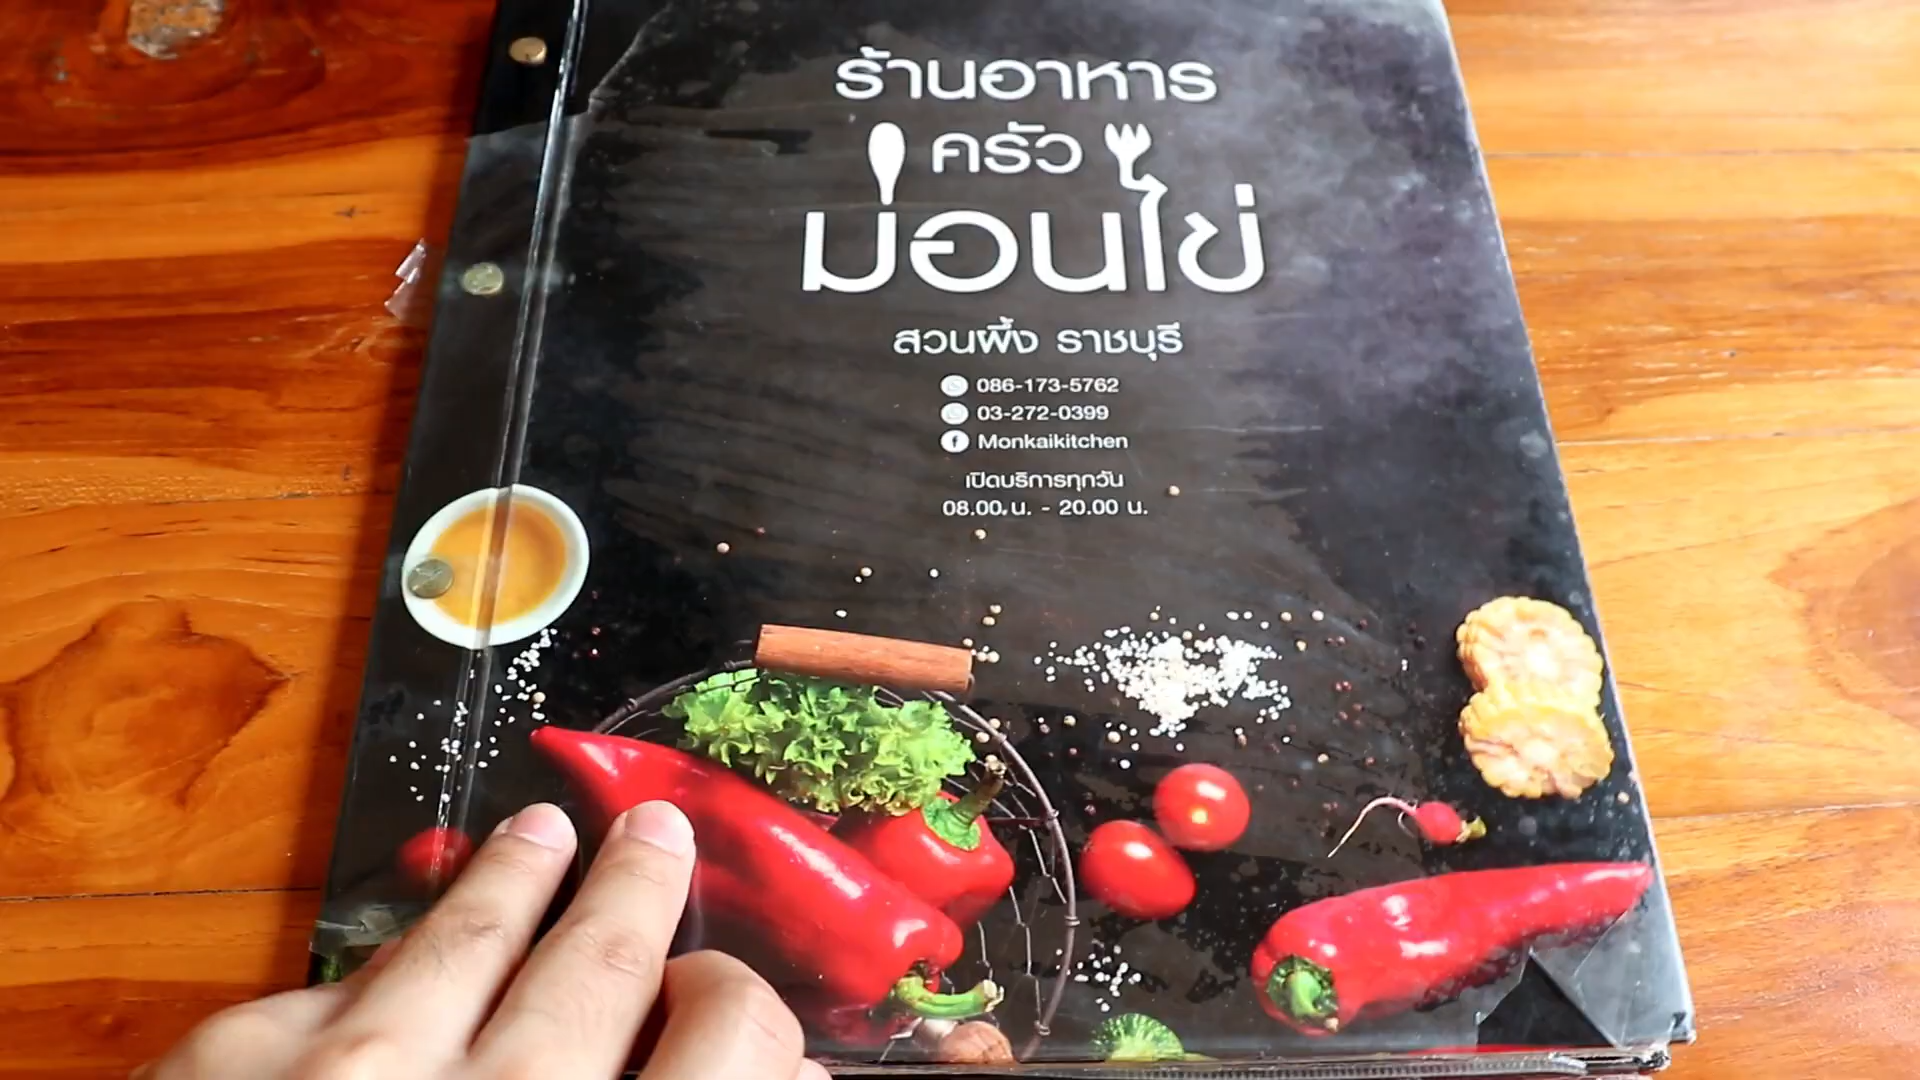 ร้านอาหาร
ครัว
ม่อนไข่
สวนผึ้ง ราชบุรี
086-173-5762
03-272-0399
Monkaikitchen
เปิดบริการทุกวัน
08.00 น. - 20.00 น.